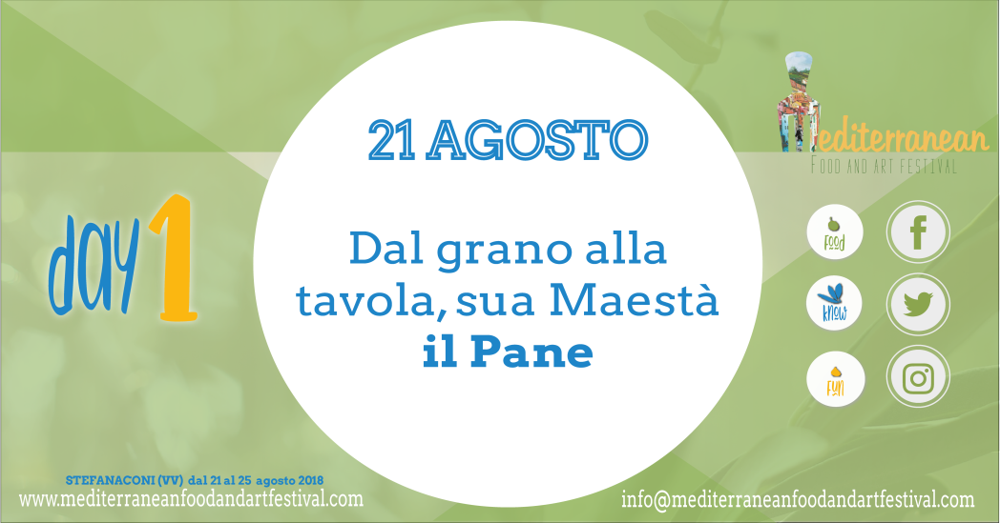 21 AGOSTO
Dal grano alla
tavola, sua Maestà
il Pane
day 1
Mediterranean
FOOD AND ART FESTIVAL
FOOD
kNOW
FUN
STEFANACONI (VV) dal 21 al 25 agosto 2018
www.mediterraneanfoodandartfestival.com
info@mediterraneanfoodandartfestival.com